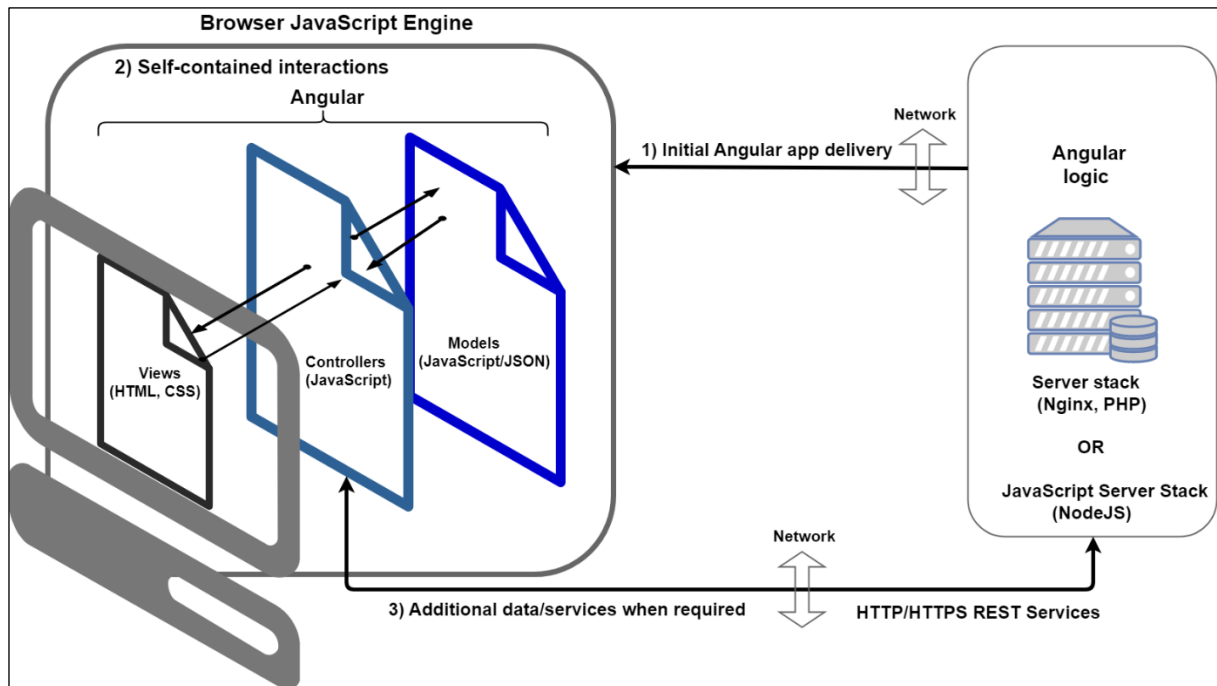 Browser JavaScript Engine
2) Self-contained interactions
Angular
Network
1) Initial Angular app delivery
Angular
logic
Models
(JavaScript/JSON)
Controllers
(JavaScript)
Views
(HTML, CSS)
Server stack
(Nginx, PHP)
OR
JavaScript Server Stack
(NodeJS)
Network
3) Additional data/services when required
HTTP/HTTPS REST Services